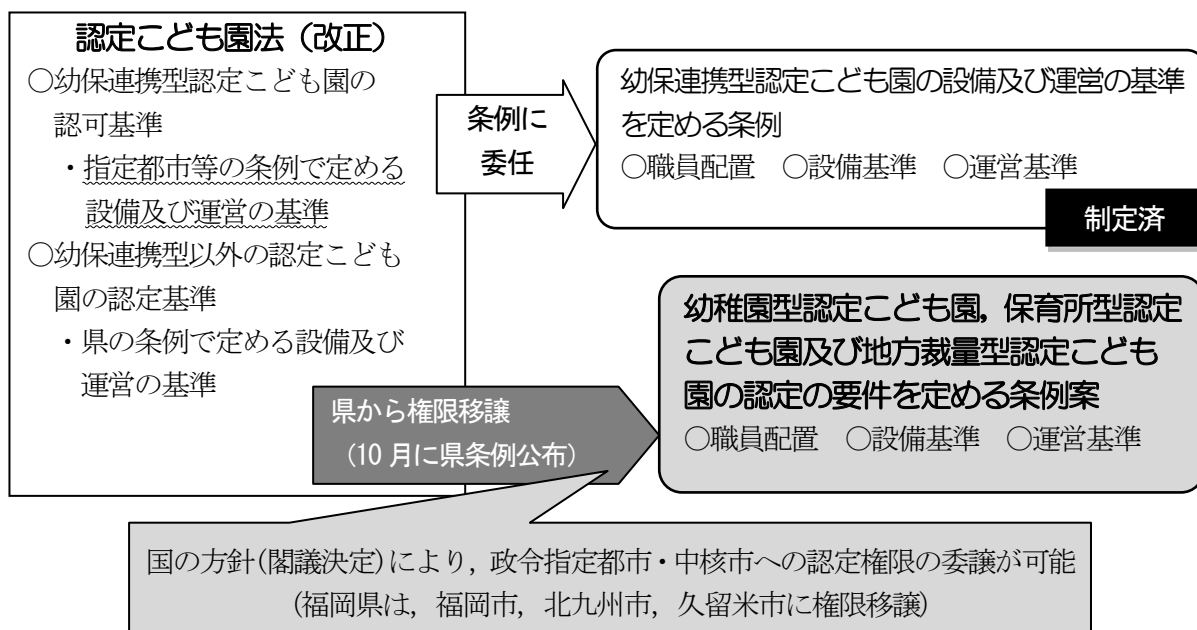 認定こども園法（改正）
○幼保連携型認定こども園の
認可基準
・指定都市等の条例で定める
設備及び運営の基準
○幼保連携型以外の認定こども
園の認定基準
・県の条例で定める設備及び
運営の基準
条例に
委任
幼保連携型認定こども園の設備及び運営の基準
を定める条例
○職員配置　○設備基準　○運営基準
制定済
県から権限移譲
（10 月に県条例公布）
幼稚園型認定こども園，保育所型認定
こども園及び地方裁量型認定こども
園の認定の要件を定める条例案
○職員配置　○設備基準　○運営基準
国の方針(閣議決定)により，政令指定都市・中核市への認定権限の委譲が可能
(福岡県は，福岡市，北九州市，久留米市に権限移譲)